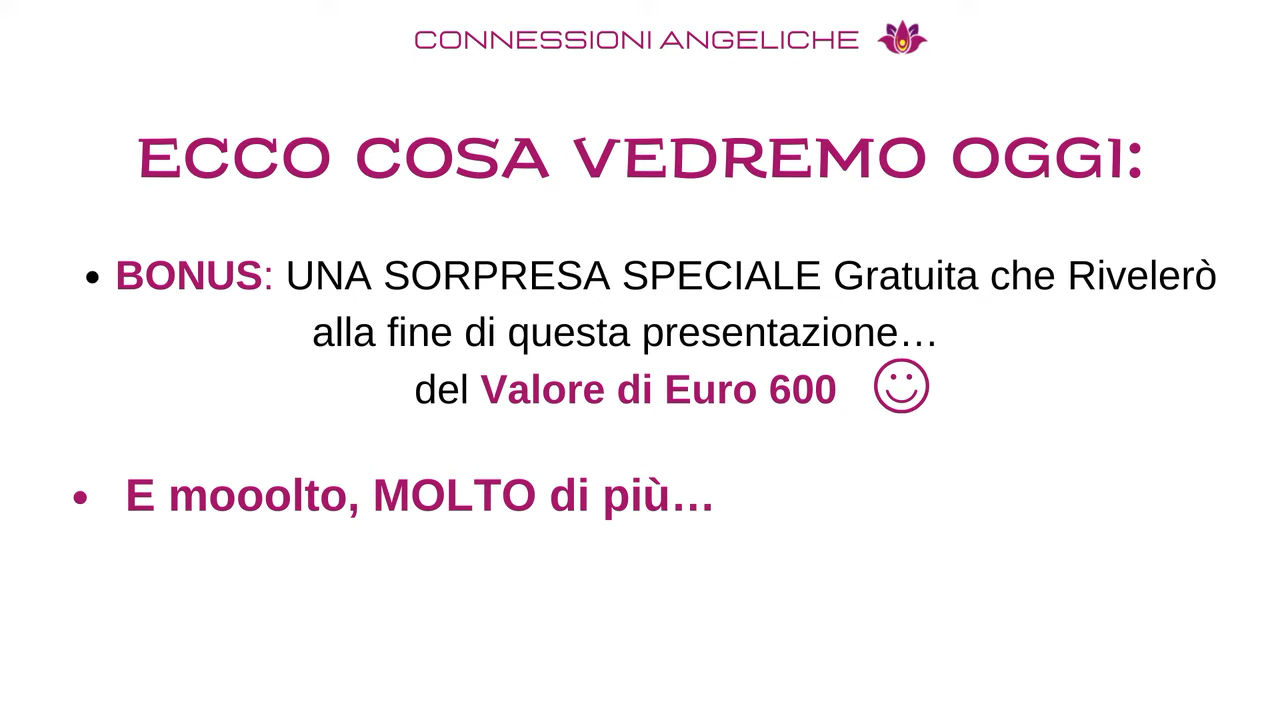 CONNESSIONI ANGELICHE
ECCO COSA VEDREMO OGGI:
• BONUS: UNA SORPRESA SPECIALE Gratuita che Rivelerò
alla fine di questa presentazione…
del Valore di Euro 600
• E mooolto, MOLTO di più…